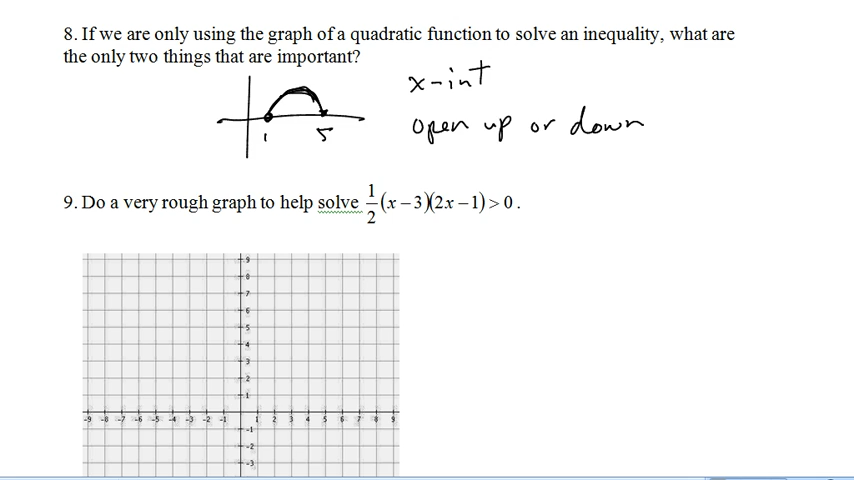 8. If we are only using the graph of a quadratic function to solve an inequality, what are
the only two things that are important?
x-int
open up or down
1 5
9. Do a very rough graph to help solve 1/2(x − 3)(2x − 1) > 0.
9
8
7
6
5
4
3
2
1
-9 -8 -7 -6 -5 -4 -3 -2 -1 1 2 3 4 5 6 7 8 9
-1
-2
-3